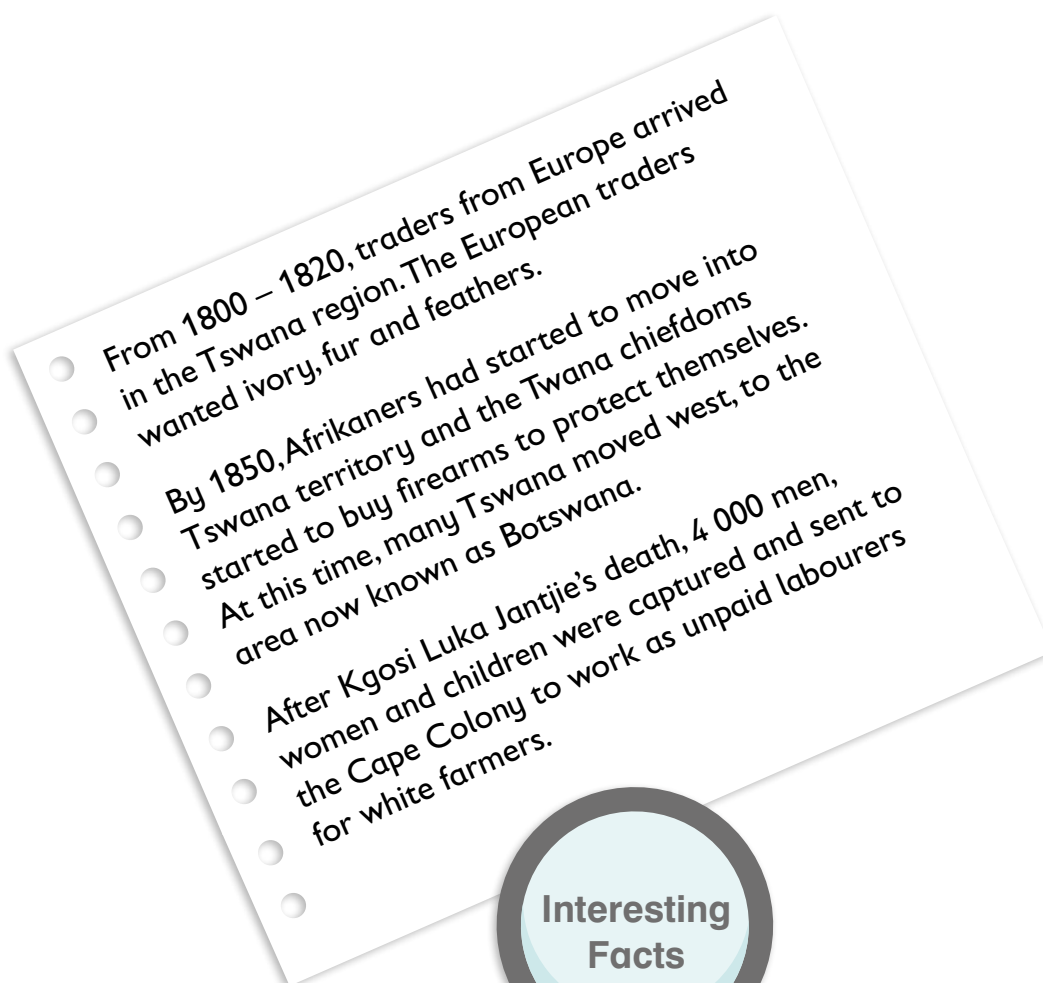 From 1800 – 1820, traders from Europe arrived
in the Tswana region. The European traders
wanted ivory, fur and feathers.
By 1850, Afrikaners had started to move into
Tswana territory and the Twana chiefdoms
started to buy firearms to protect themselves.
At this time, many Tswana moved west, to the
area now known as Botswana.
After Kgosi Luka Jantjie’s death, 4 000 men,
women and children were captured and sent to
the Cape Colony to work as unpaid labourers
for white farmers.
Interesting
Facts